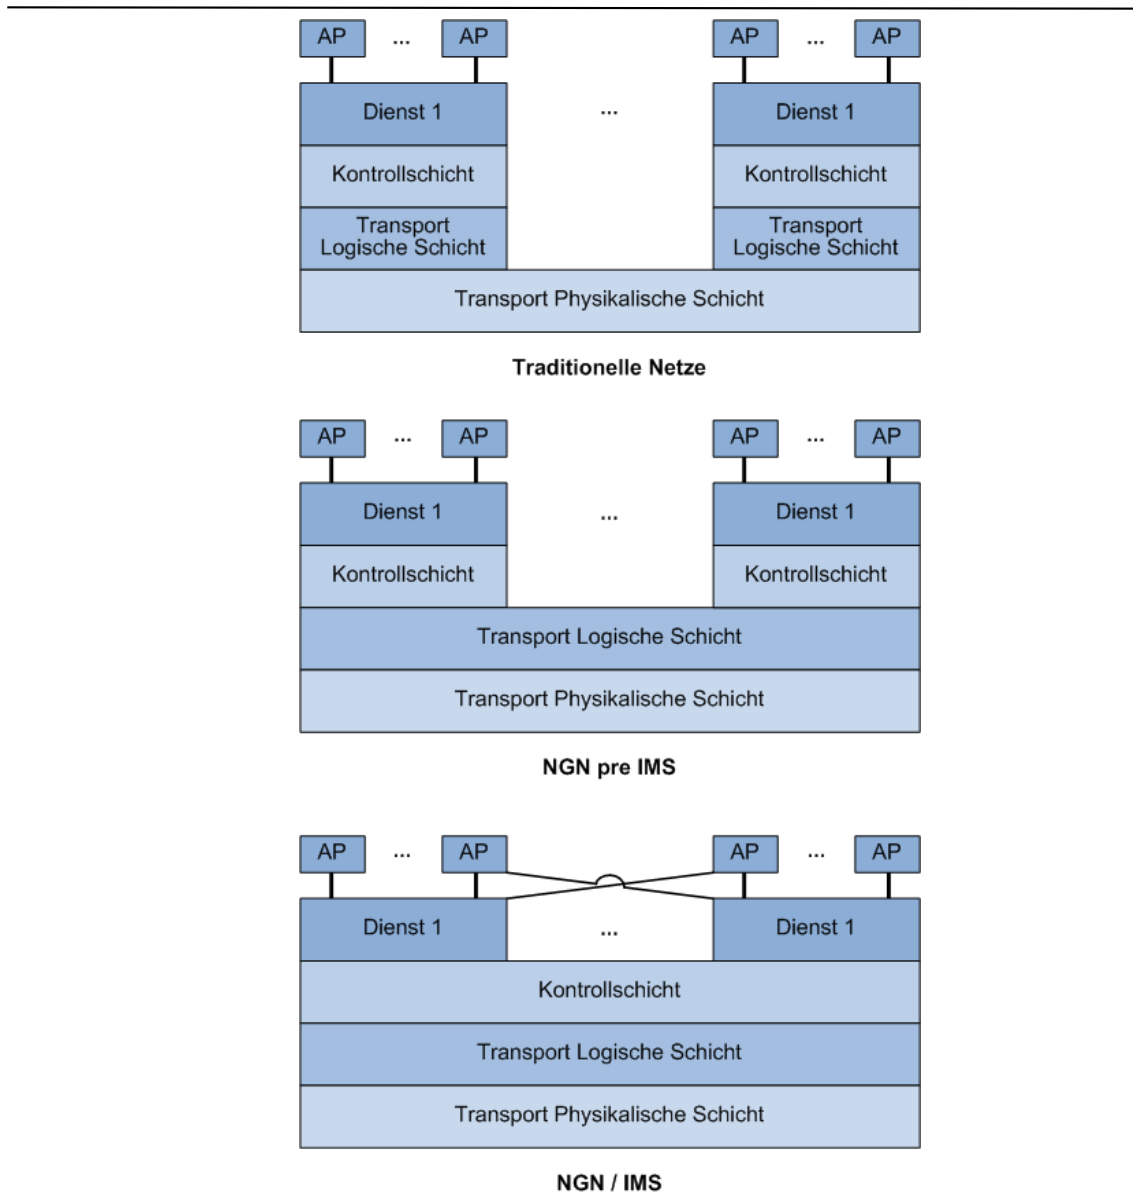 AP ... AP AP ... AP
Dienst 1 ... Dienst 1
Kontrollschicht Kontrollschicht
Transport Transport
Logische Schicht Logische Schicht
Transport Physikalische Schicht
Traditionelle Netze
AP ... AP AP ... AP
Dienst 1 ... Dienst 1
Kontrollschicht Kontrollschicht
Transport Logische Schicht
Transport Physikalische Schicht
NGN pre IMS
AP ... AP AP ... AP
Dienst 1 ... Dienst 1
Kontrollschicht
Transport Logische Schicht
Transport Physikalische Schicht
NGN / IMS